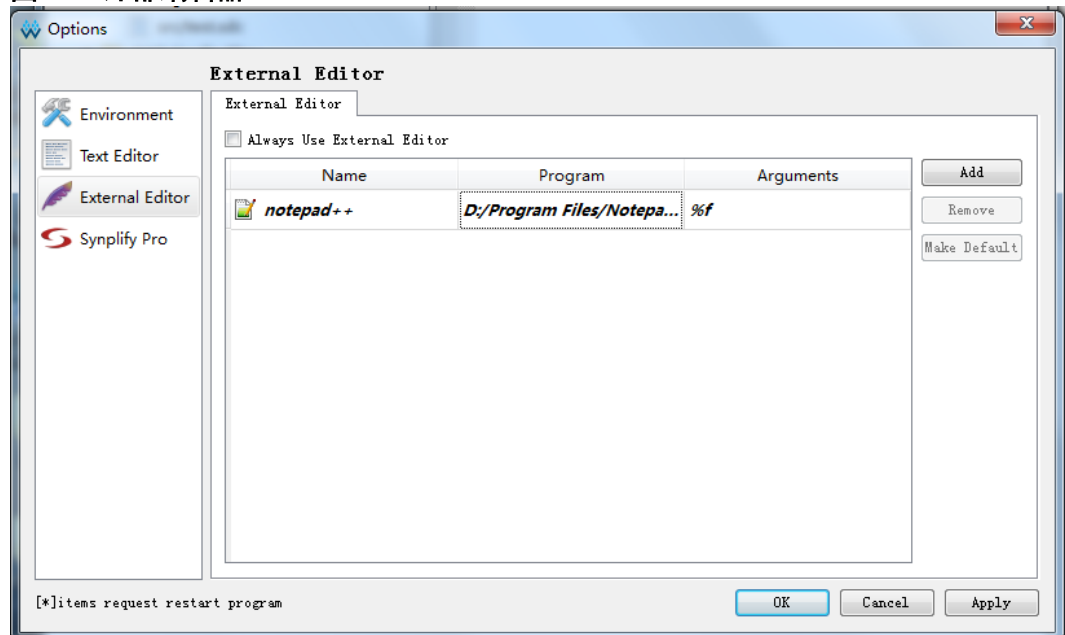 Options
External Editor
Environment
Text Editor
External Editor
Synplify Pro
External Editor
Always Use External Editor
Name Program Arguments
notepad++ D:/Program Files/Notepa... %f
Add
Remove
Make Default
[*]items request restart program
OK Cancel Apply